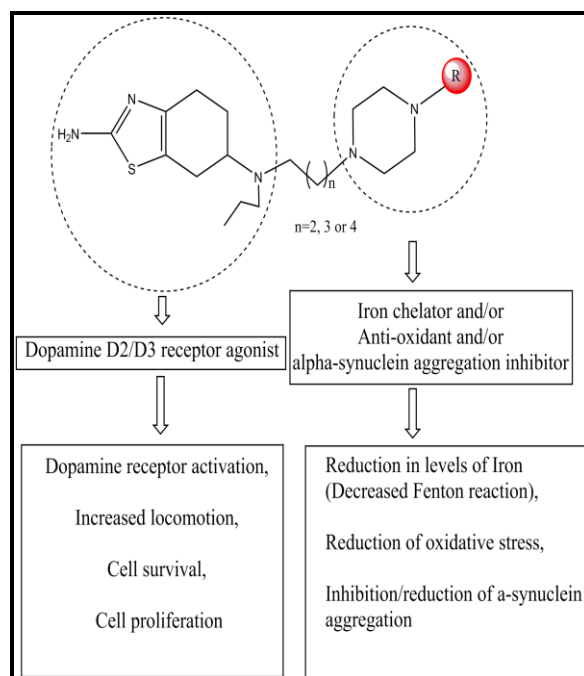 R
N
N
H₂N
S
N
N
n
n=2, 3 or 4
Dopamine D2/D3 receptor agonist
Iron chelator and/or
Anti-oxidant and/or
alpha-synuclein aggregation inhibitor
Dopamine receptor activation,
Increased locomotion,
Cell survival,
Cell proliferation
Reduction in levels of Iron
(Decreased Fenton reaction),
Reduction of oxidative stress,
Inhibition/reduction of a-synuclein
aggregation